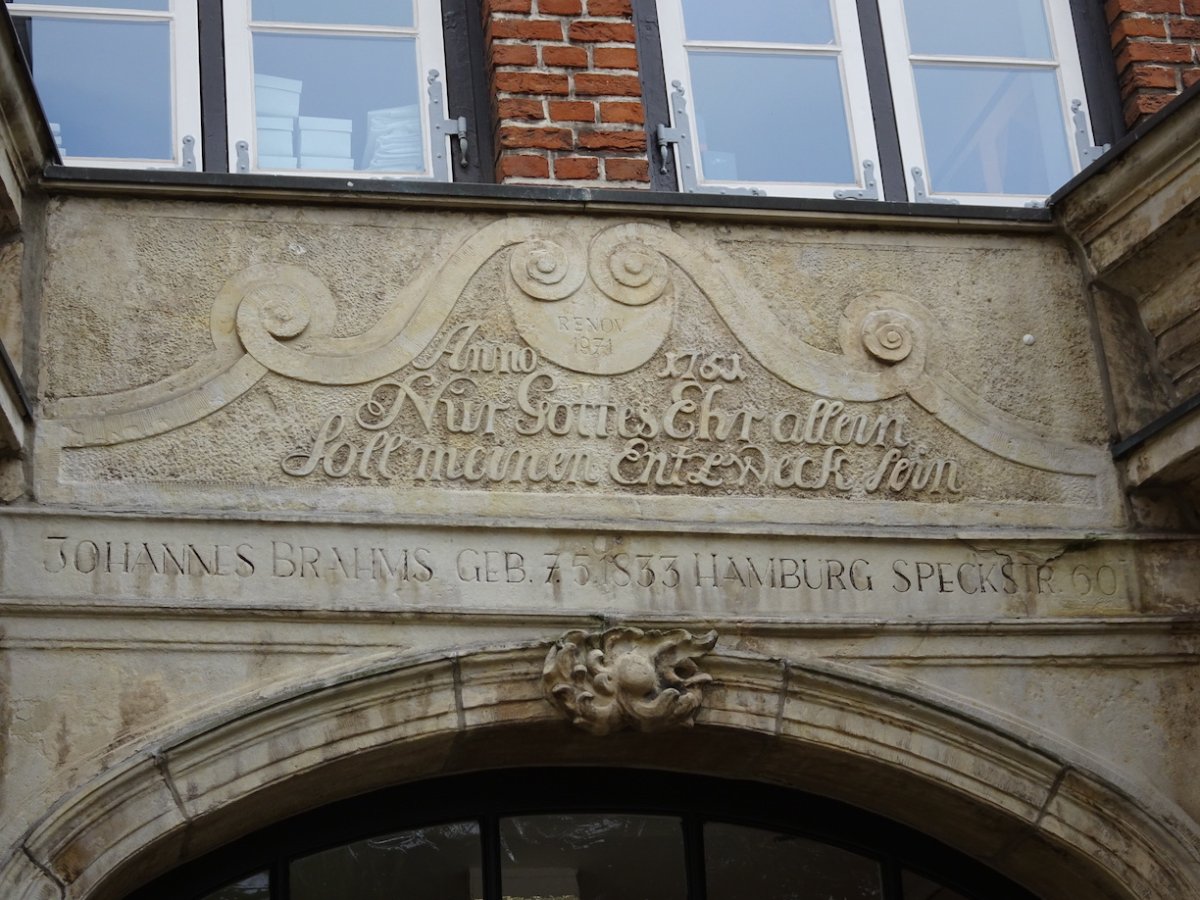 RENOV
1971
Anno 1761
Nur Gottes Ehr allein
Soll meinen EntzWeck sein
JOHANNES BRAHMS GEB. 7.5.1833 HAMBURG SPECKSTR. 60